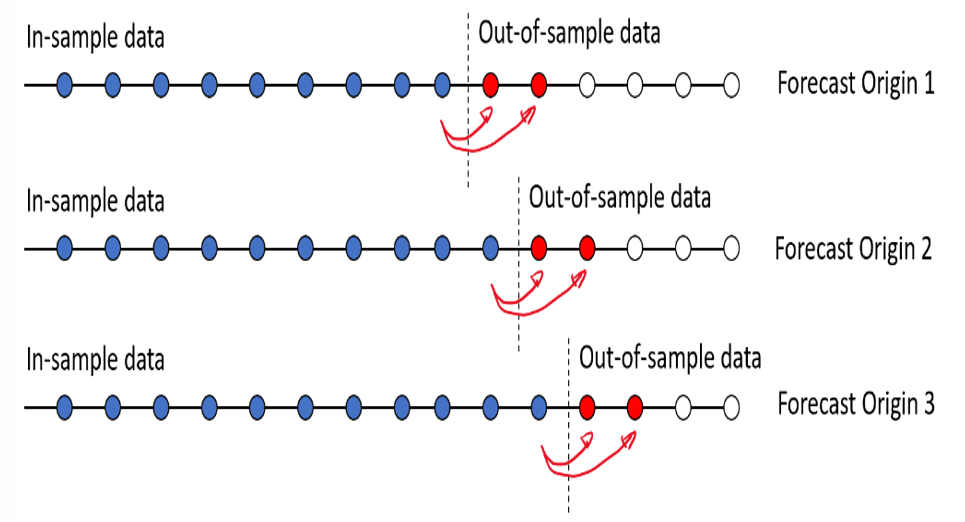 In-sample data
Out-of-sample data
Forecast Origin 1
In-sample data
Out-of-sample data
Forecast Origin 2
In-sample data
Out-of-sample data
Forecast Origin 3